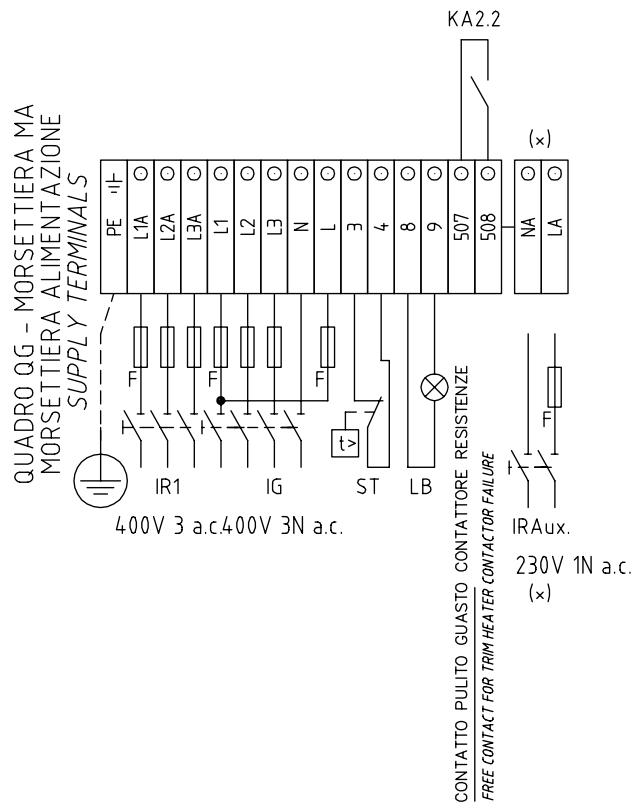 KA2.2
QUADRO QG - MORSETTIERA MA
MORSETTIERA ALIMENTAZIONE
SUPPLY TERMINALS
(x)
PE
L1A
L2A
L3A
L1
L2
L3
N
L
3
4
8
9
507
508
NA
LA
F
F
F
F
t>
IR1
IG
ST
LB
IRAux.
400V 3 a.c.
400V 3N a.c.
230V 1N a.c.
(x)
CONTATTO PULITO GUASTO CONTATTORE RESISTENZE
FREE CONTACT FOR TRIM HEATER CONTACTOR FAILURE